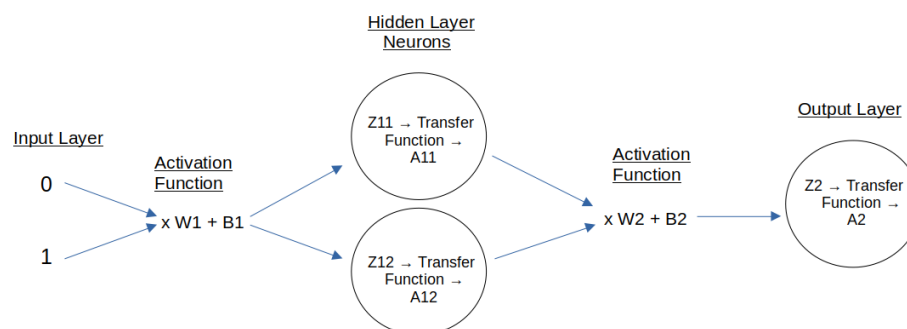 Hidden Layer
Neurons
Input Layer
0
1
Activation
Function
x W1 + B1
Z11 → Transfer
Function →
A11
Z12 → Transfer
Function →
A12
Activation
Function
x W2 + B2
Output Layer
Z2 → Transfer
Function →
A2